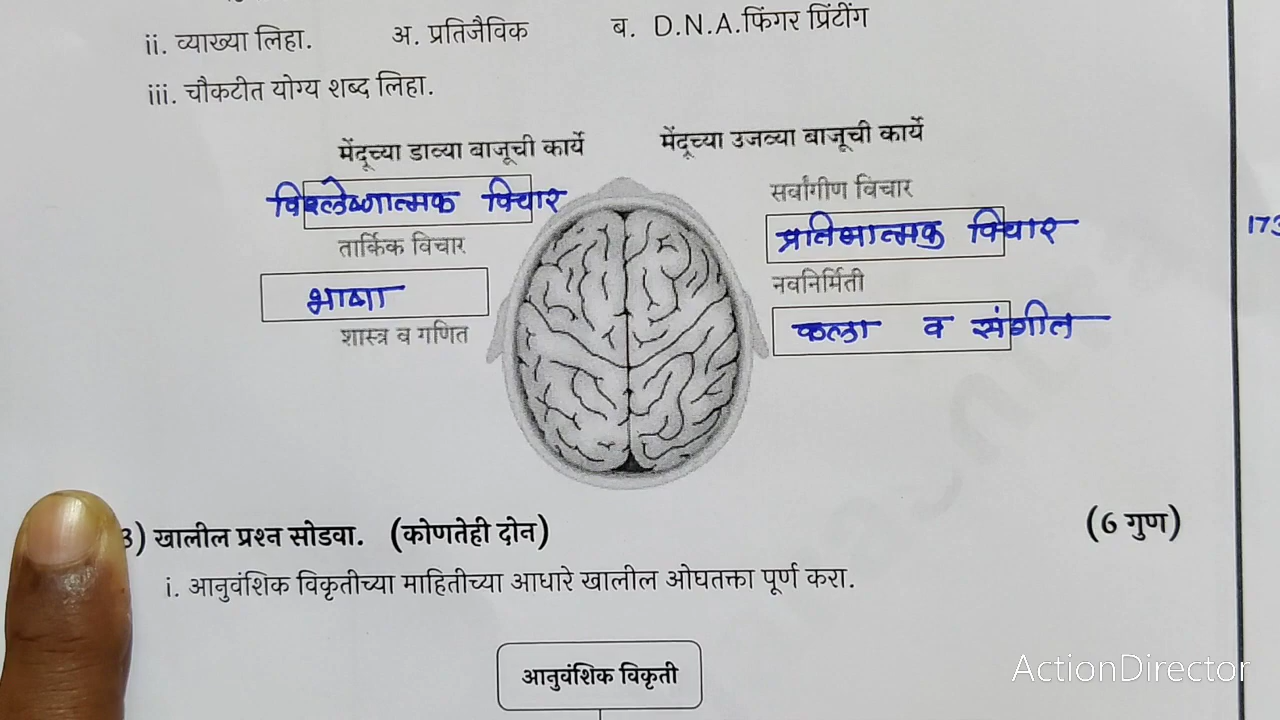 ii. व्याख्या लिहा. अ. प्रतिजैविक ब. D.N.A.फिंगर प्रिंटींग
iii. चौकटीत योग्य शब्द लिहा.
मेंदूच्या डाव्या बाजूची कार्ये
विश्लेष्णात्मक विचार
तार्किक विचार
भाषा
शास्त्र व गणित
मेंदूच्या उजव्या बाजूची कार्ये
सर्वांगीण विचार
प्रतिभात्मक विचार
नवनिर्मिती
कला व संगीत
3) खालील प्रश्न सोडवा. (कोणतेही दोन) (6 गुण)
i. आनुवंशिक विकृतीच्या माहितीच्या आधारे खालील ओघतक्ता पूर्ण करा.
आनुवंशिक विकृती
ActionDirector